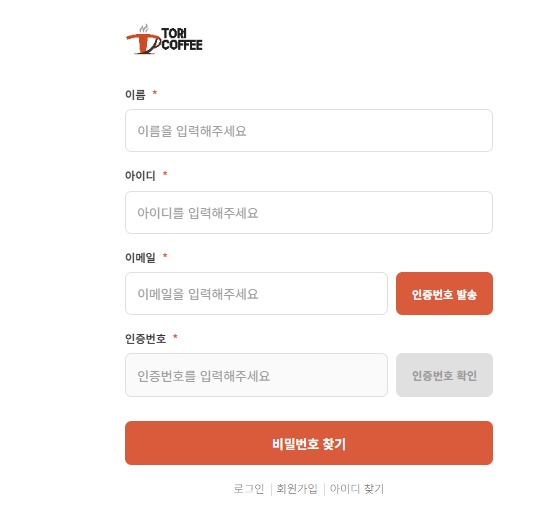 TORI
COFFEE
이름 *
이름을 입력해주세요
아이디 *
아이디를 입력해주세요
이메일 *
이메일을 입력해주세요
인증번호 발송
인증번호 *
인증번호를 입력해주세요
인증번호 확인
비밀번호 찾기
로그인 | 회원가입 | 아이디 찾기